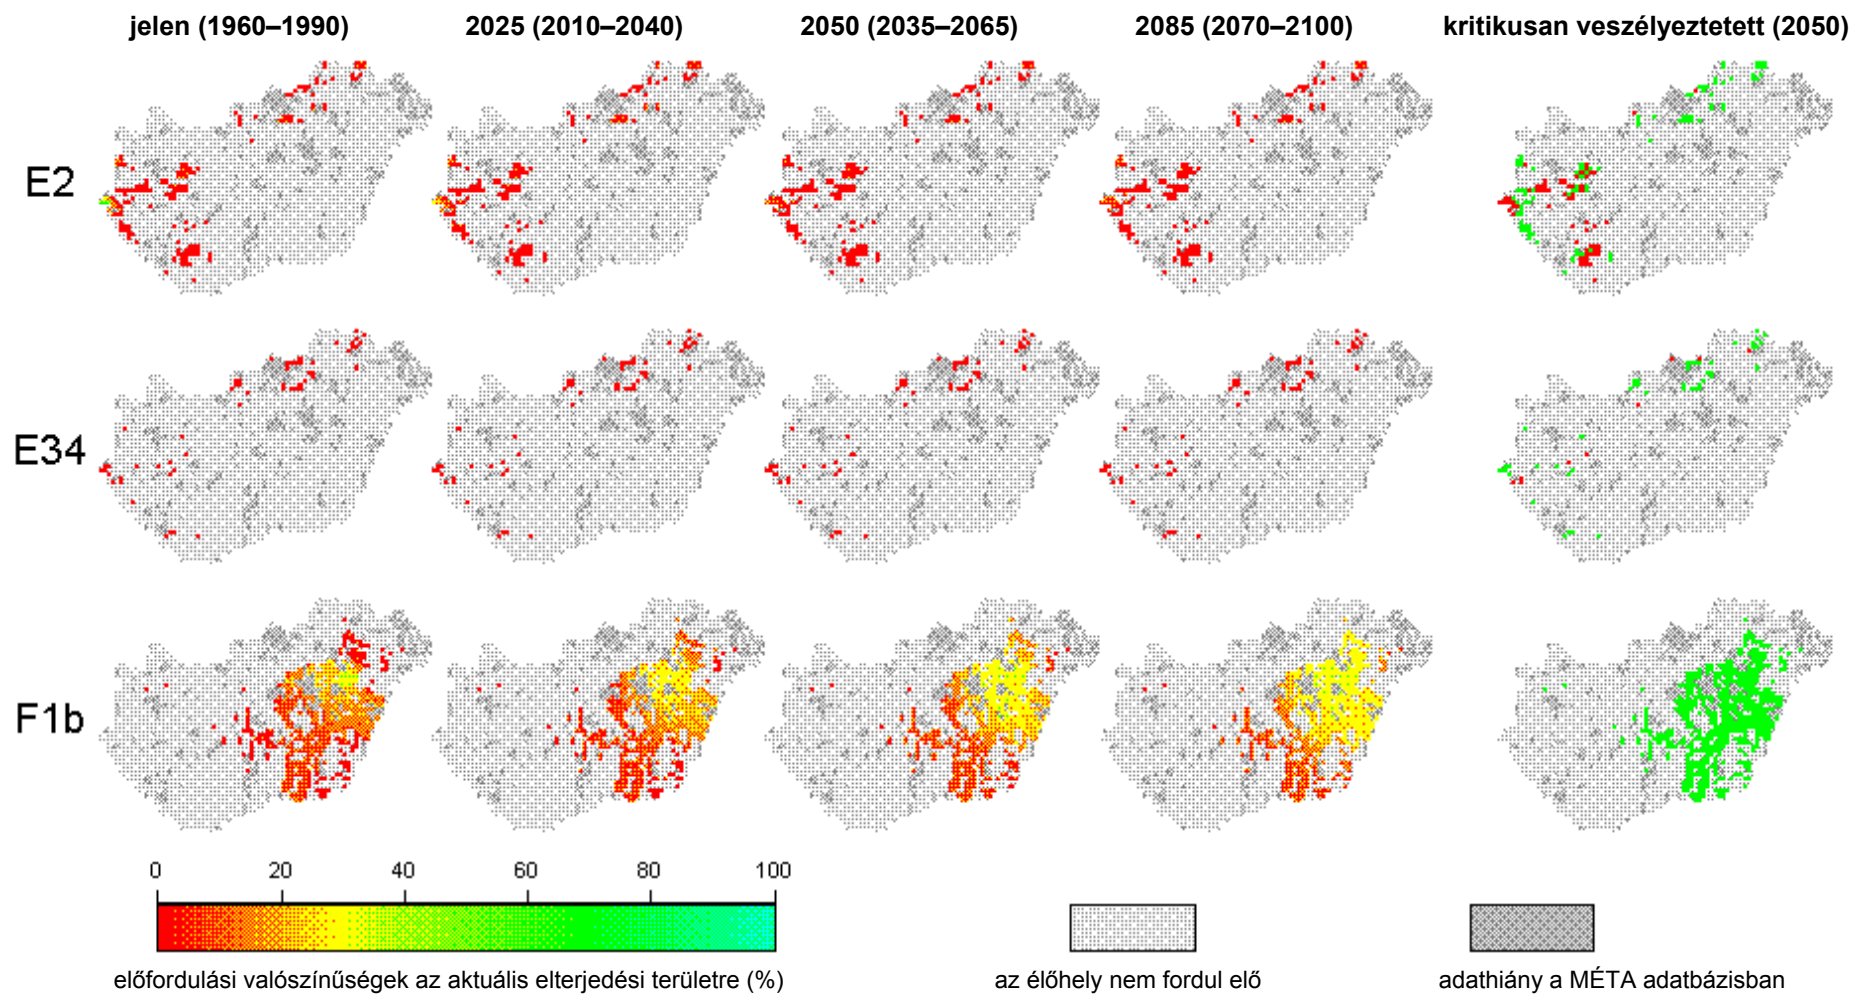 jelen (1960–1990) 2025 (2010–2040) 2050 (2035–2065) 2085 (2070–2100) kritikusan veszélyeztetett (2050)
E2
E34
F1b
0 20 40 60 80 100
előfordulási valószínűségek az aktuális elterjedési területre (%)
az élőhely nem fordul elő
adathiány a MÉTA adatbázisban